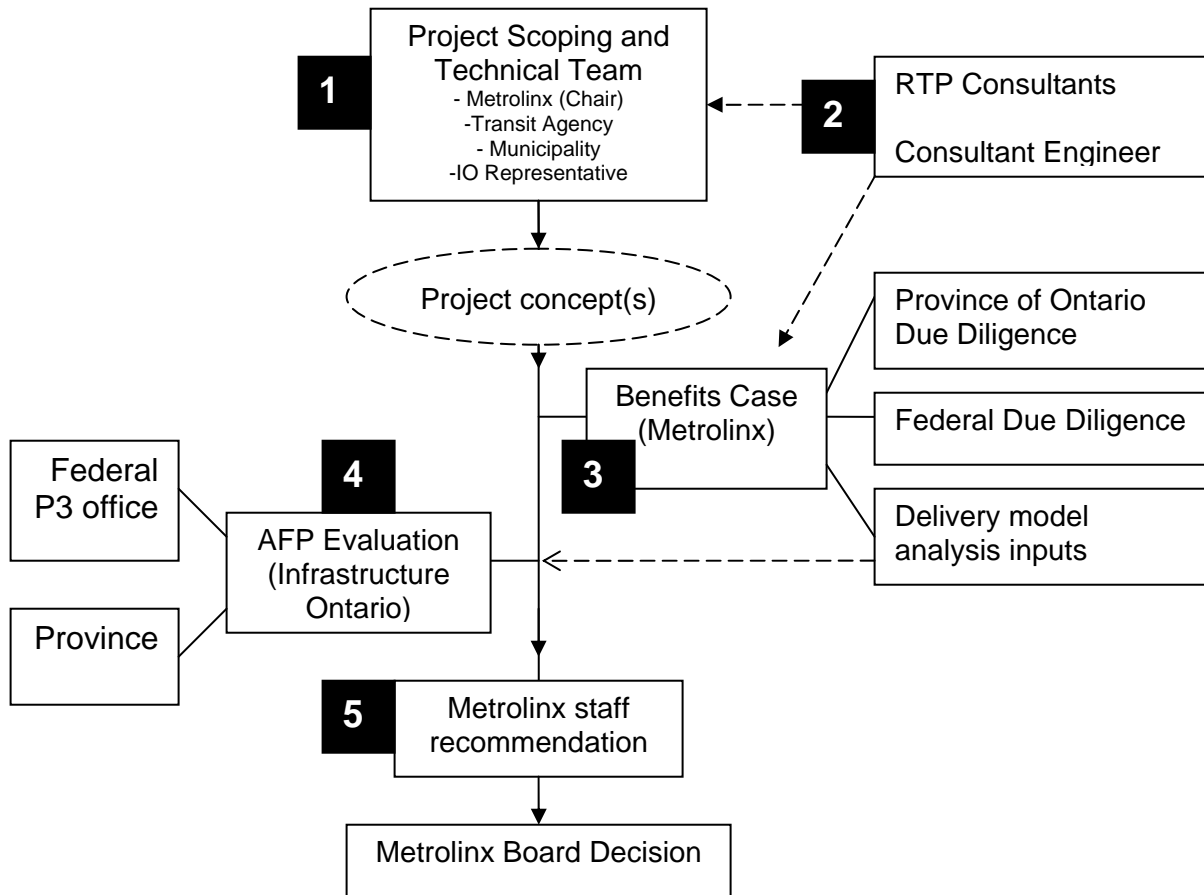 1
Project Scoping and
Technical Team
- Metrolinx (Chair)
-Transit Agency
- Municipality
-IO Representative
2
RTP Consultants
Consultant Engineer
Project concept(s)
Province of Ontario
Due Diligence
Benefits Case
(Metrolinx)
3
Federal Due Diligence
Federal
P3 office
4
AFP Evaluation
(Infrastructure
Ontario)
Delivery model
analysis inputs
Province
5
Metrolinx staff
recommendation
Metrolinx Board Decision